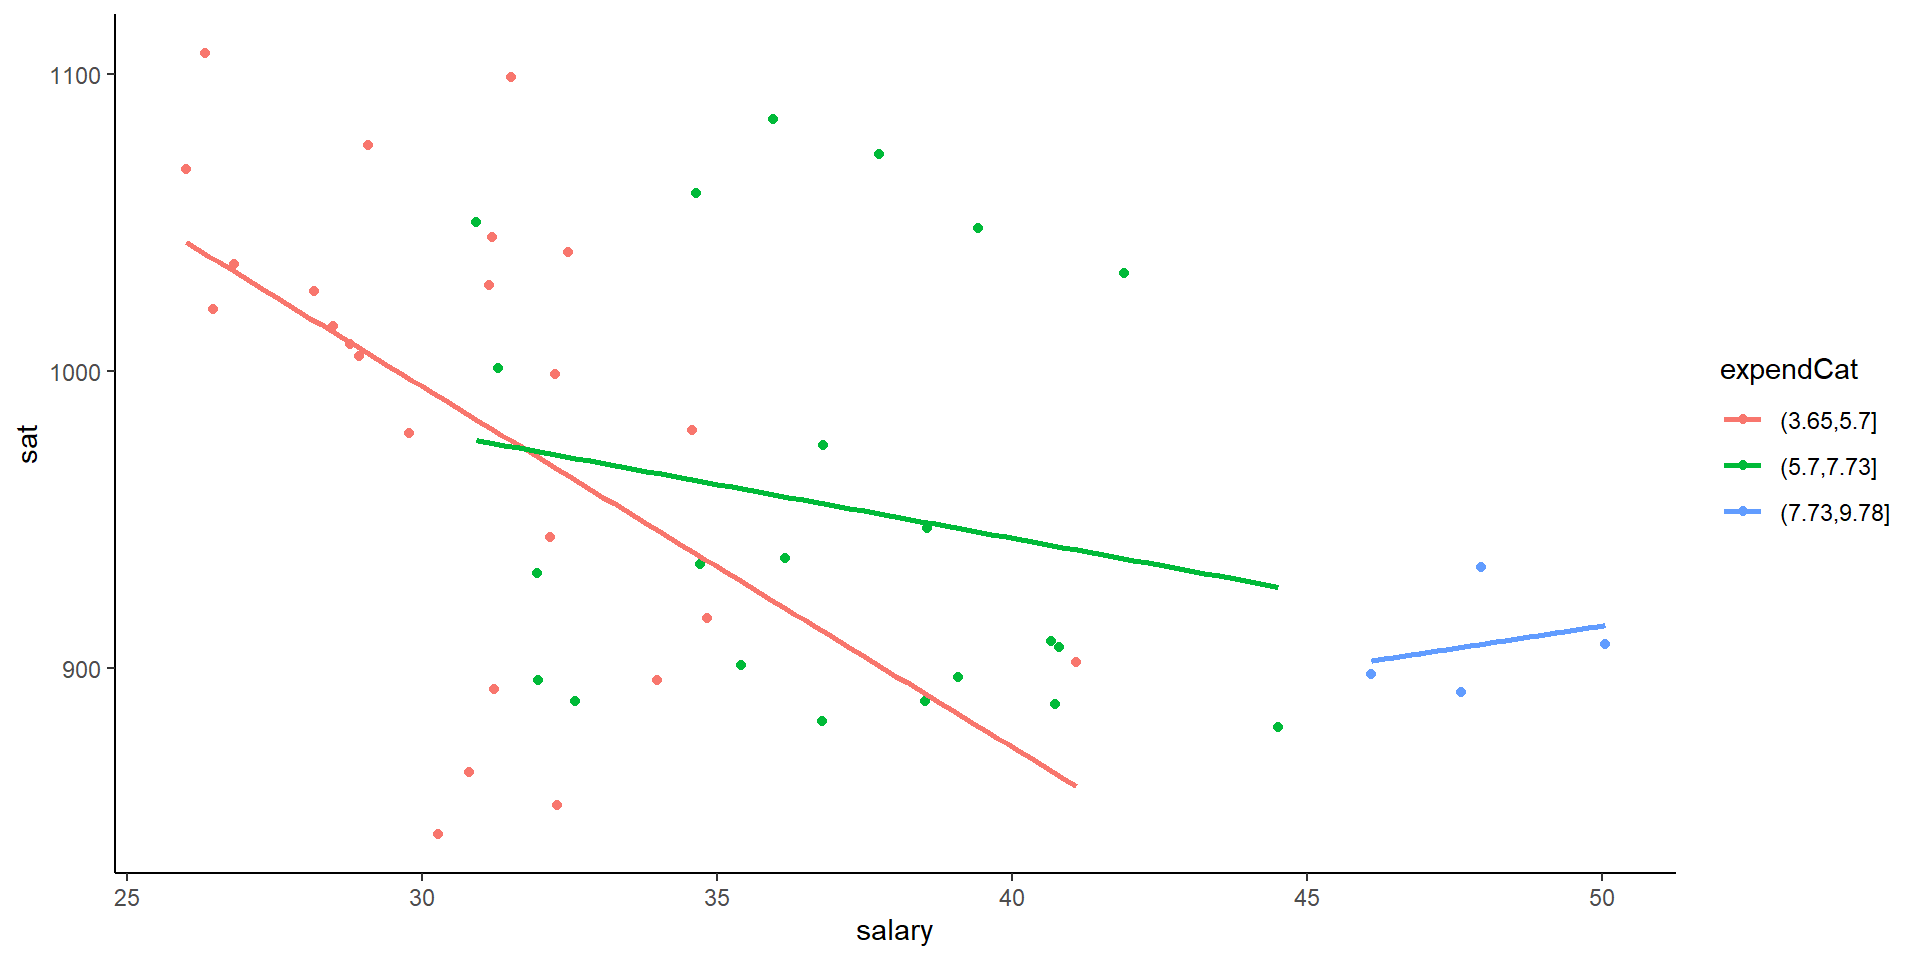 1100
1000
900
sat
25 30 35 40 45 50
salary
expendCat
(3.65,5.7]
(5.7,7.73]
(7.73,9.78]